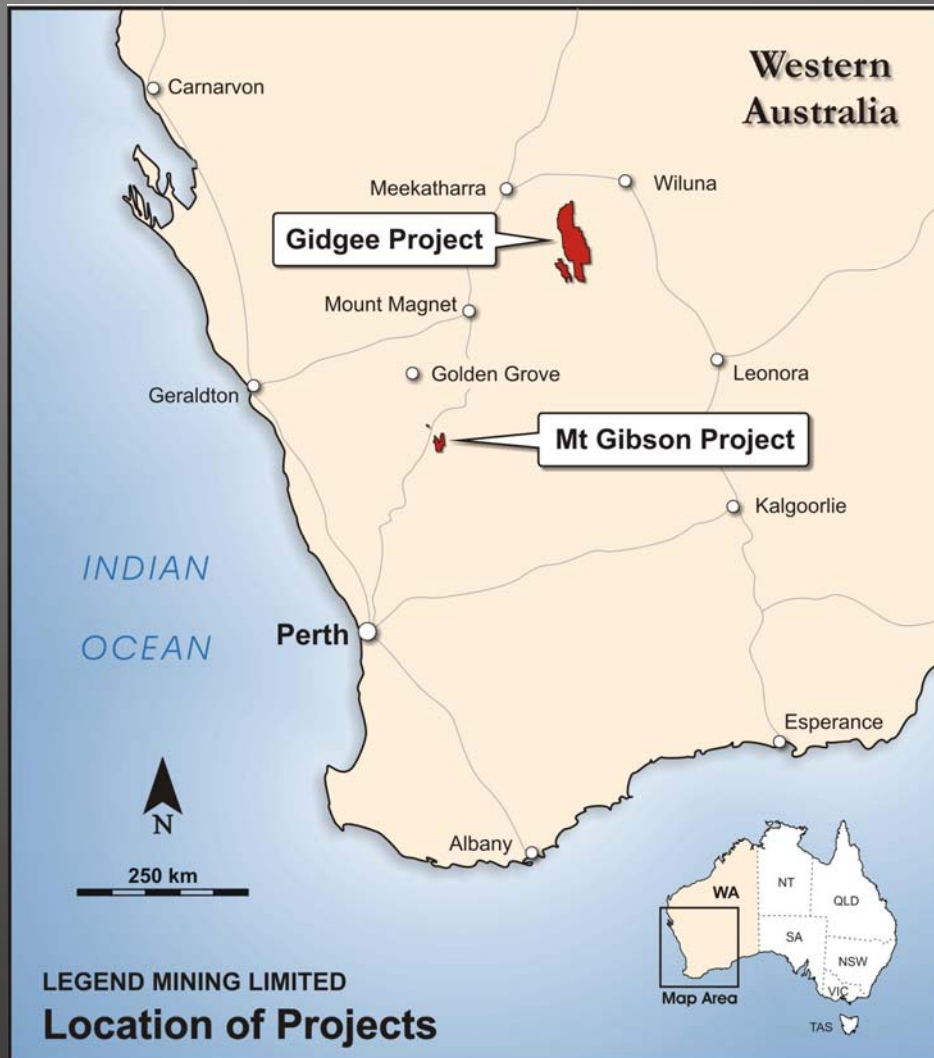 Western
Australia
Carnarvon
Meekatharra
Wiluna
Gidgee Project
Mount Magnet
Golden Grove
Leonora
Geraldton
Mt Gibson Project
Kalgoorlie
INDIAN
OCEAN
Perth
Esperance
N
Albany
250 km
WA
NT
QLD
SA
NSW
VIC
Map Area
TAS
LEGEND MINING LIMITED
Location of Projects